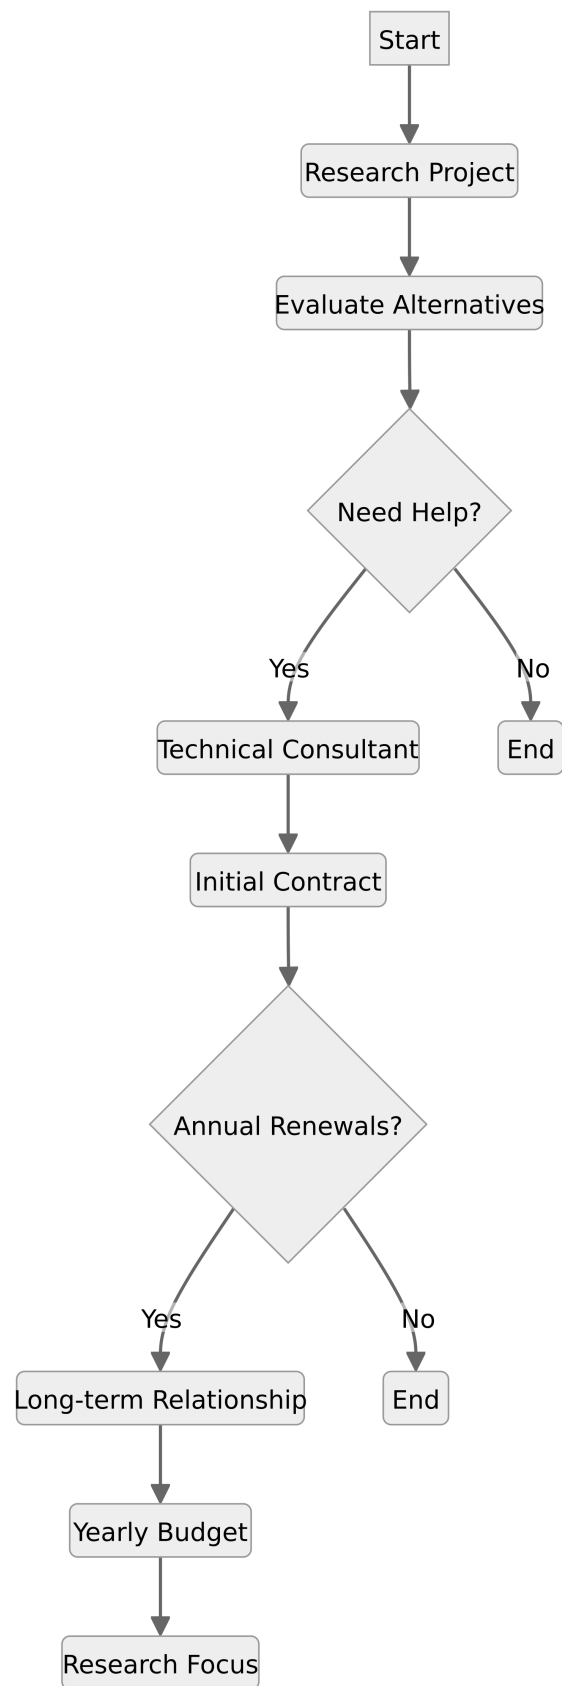 Start
Research Project
Evaluate Alternatives
Need Help?
Yes
No
Technical Consultant
End
Initial Contract
Annual Renewals?
Yes
No
Long-term Relationship
End
Yearly Budget
Research Focus